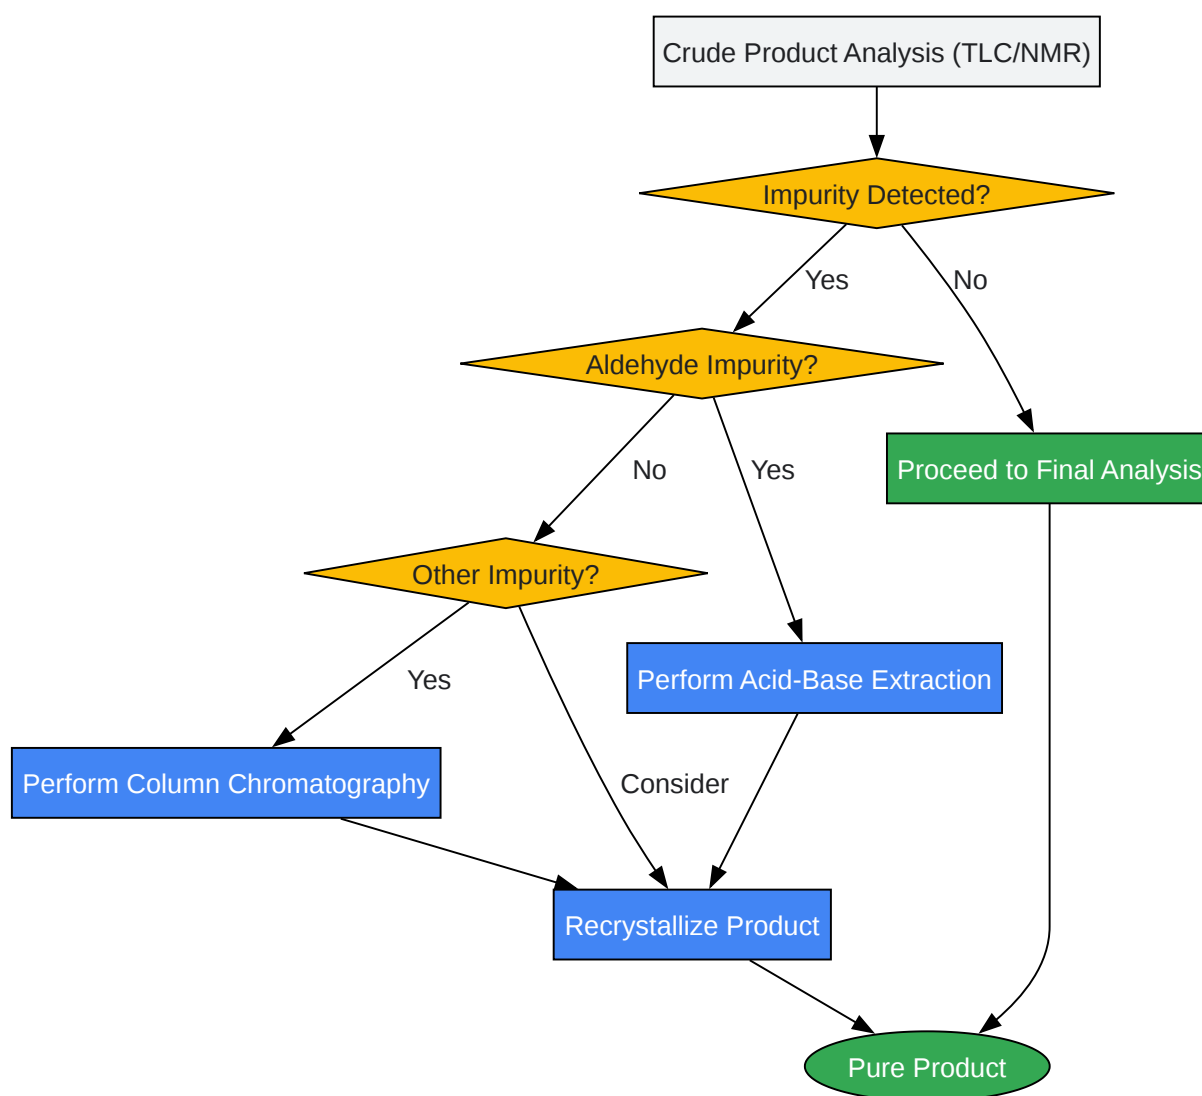 Crude Product Analysis (TLC/NMR)
Impurity Detected?
Yes
No
Aldehyde Impurity?
Proceed to Final Analysis
No
Yes
Other Impurity?
Yes
Perform Acid-Base Extraction
Perform Column Chromatography
Consider
Recrystallize Product
Pure Product